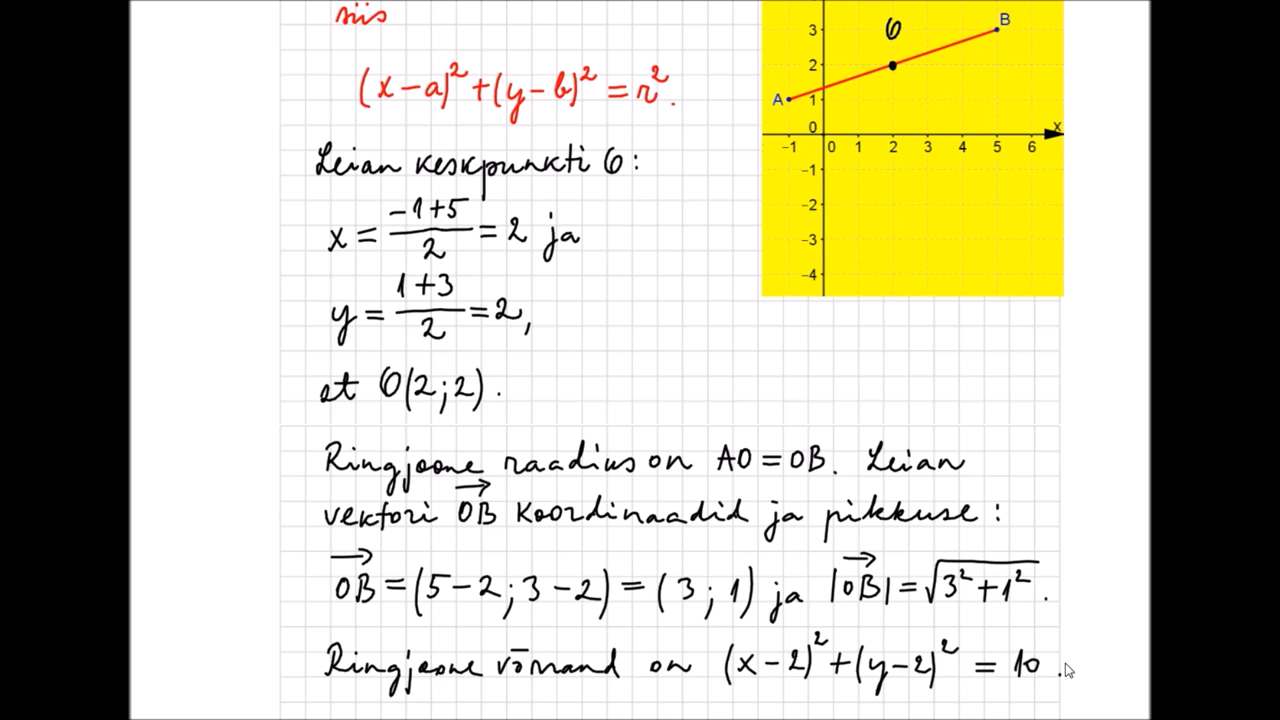 siis
(x-a)²+(y-b)²=r².
Leian keskpunkti O:
x = (-1+5)/2 = 2 ja
y = (1+3)/2 = 2,
et O(2;2).
Ringjoone raadius on AO=OB. Leian
vektori \overrightarrow{OB} koordinaadid ja pikkuse:
\overrightarrow{OB} = (5-2; 3-2) = (3; 1) ja |\overrightarrow{OB}| = √(3²+1²).
Ringjoone võrrand on (x-2)²+(y-2)² = 10.
B
3
O
2
A
1
0
x
-1 0 1 2 3 4 5 6
-1
-2
-3
-4